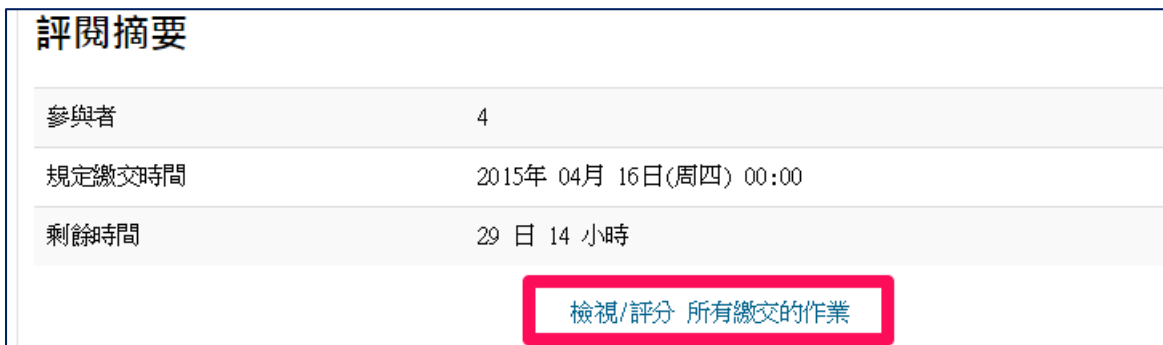 評閱摘要
參與者 4
規定繳交時間 2015年 04月 16日(周四) 00:00
剩餘時間 29 日 14 小時
檢視/評分 所有繳交的作業